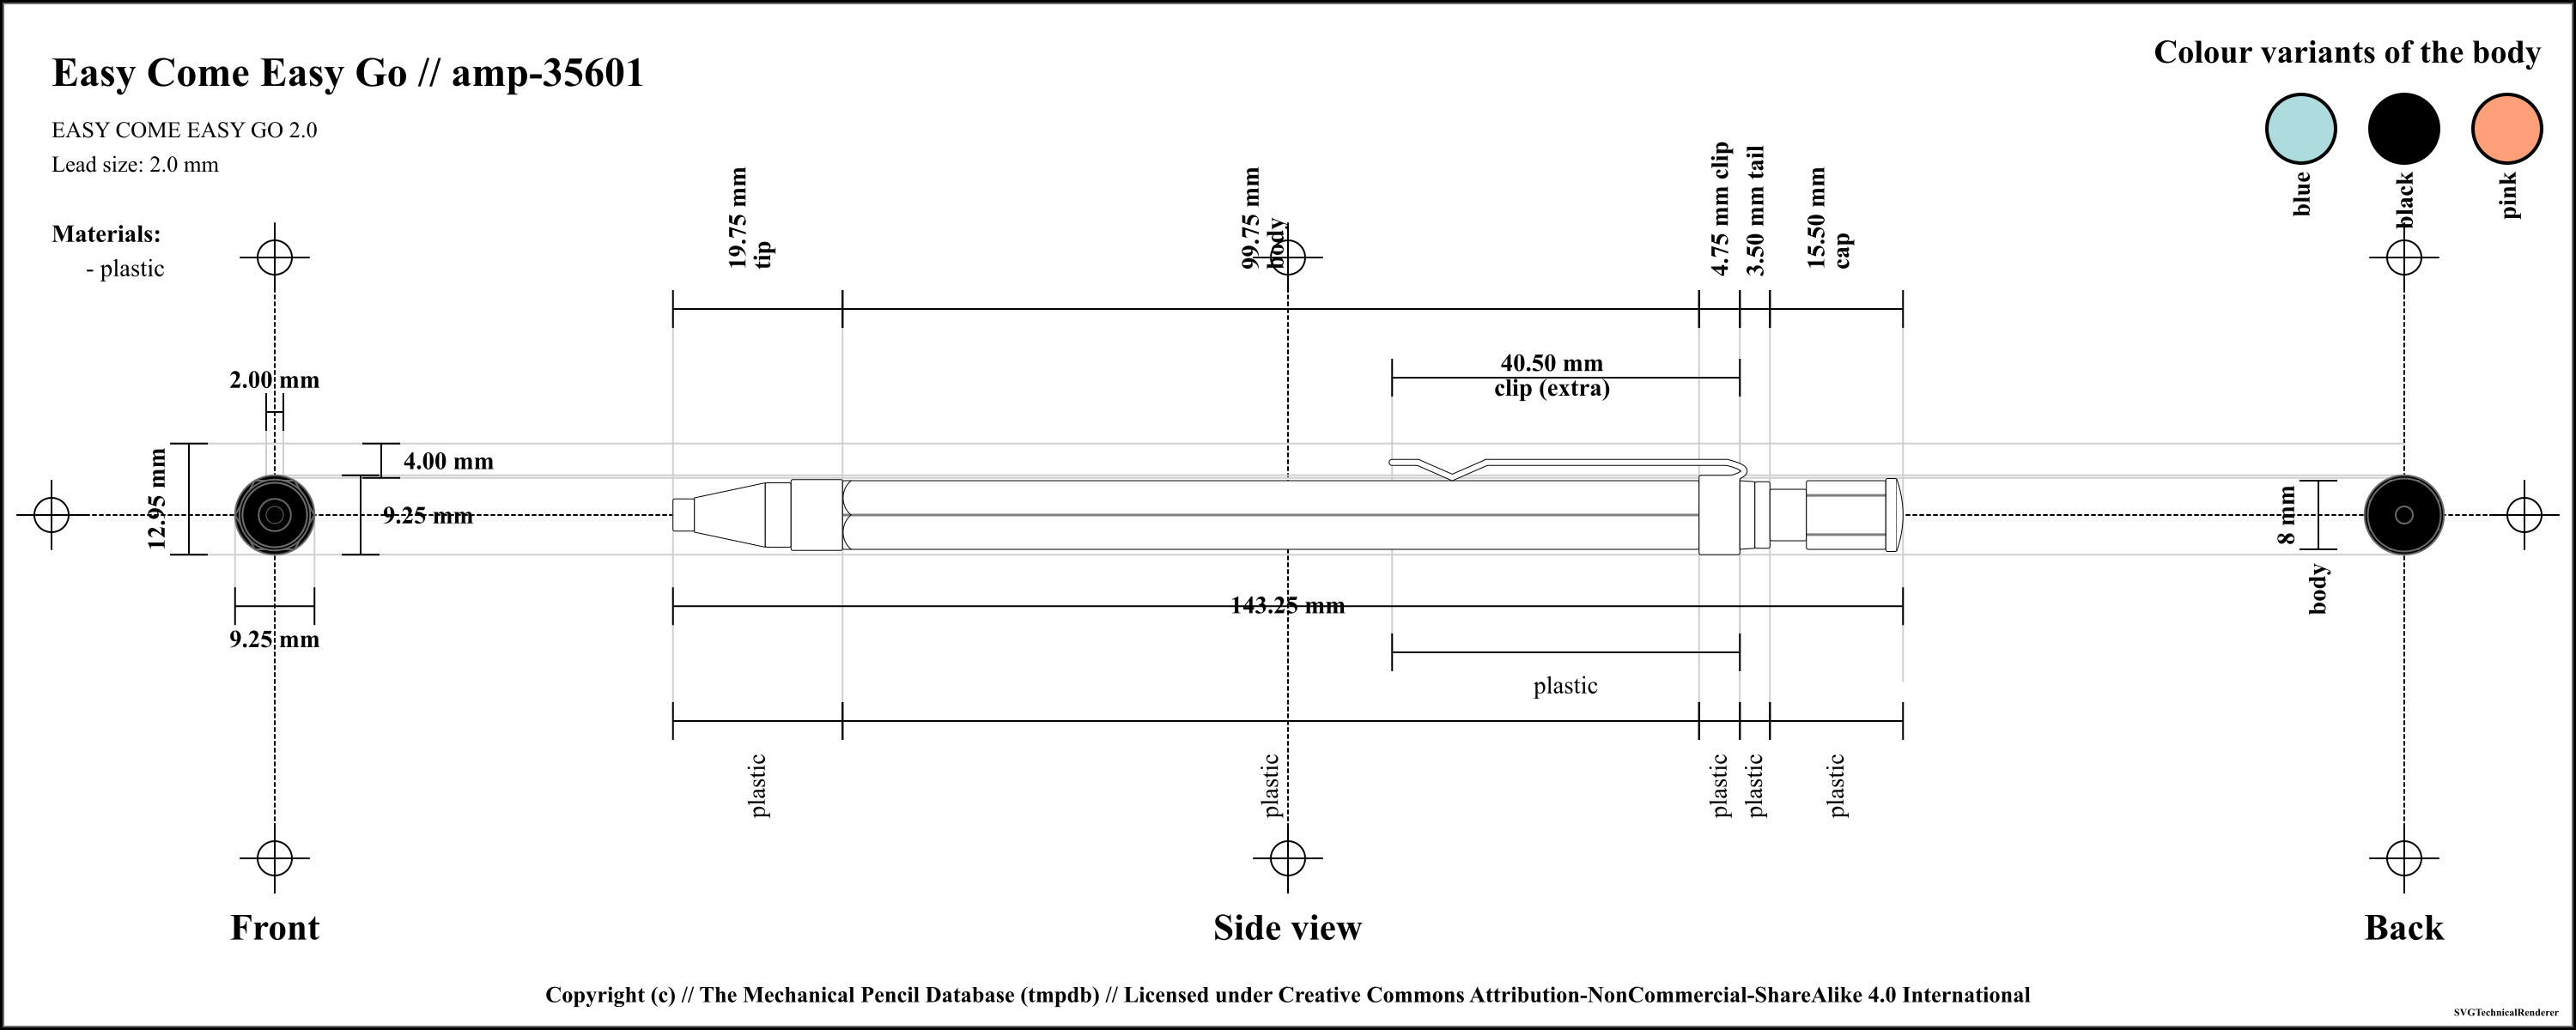 Easy Come Easy Go // amp-35601
EASY COME EASY GO 2.0
Lead size: 2.0 mm
Materials:
- plastic
Colour variants of the body
blue
black
pink
19.75 mm
tip
99.75 mm
body
4.75 mm clip
3.50 mm tail
15.50 mm
cap
40.50 mm
clip (extra)
2.00 mm
4.00 mm
12.95 mm
9.25 mm
9.25 mm
8 mm
body
143.25 mm
plastic
plastic
plastic
plastic
plastic
plastic
Front
Side view
Back
Copyright (c) // The Mechanical Pencil Database (tmpdb) // Licensed under Creative Commons Attribution-NonCommercial-ShareAlike 4.0 International
SVGTechnicalRenderer